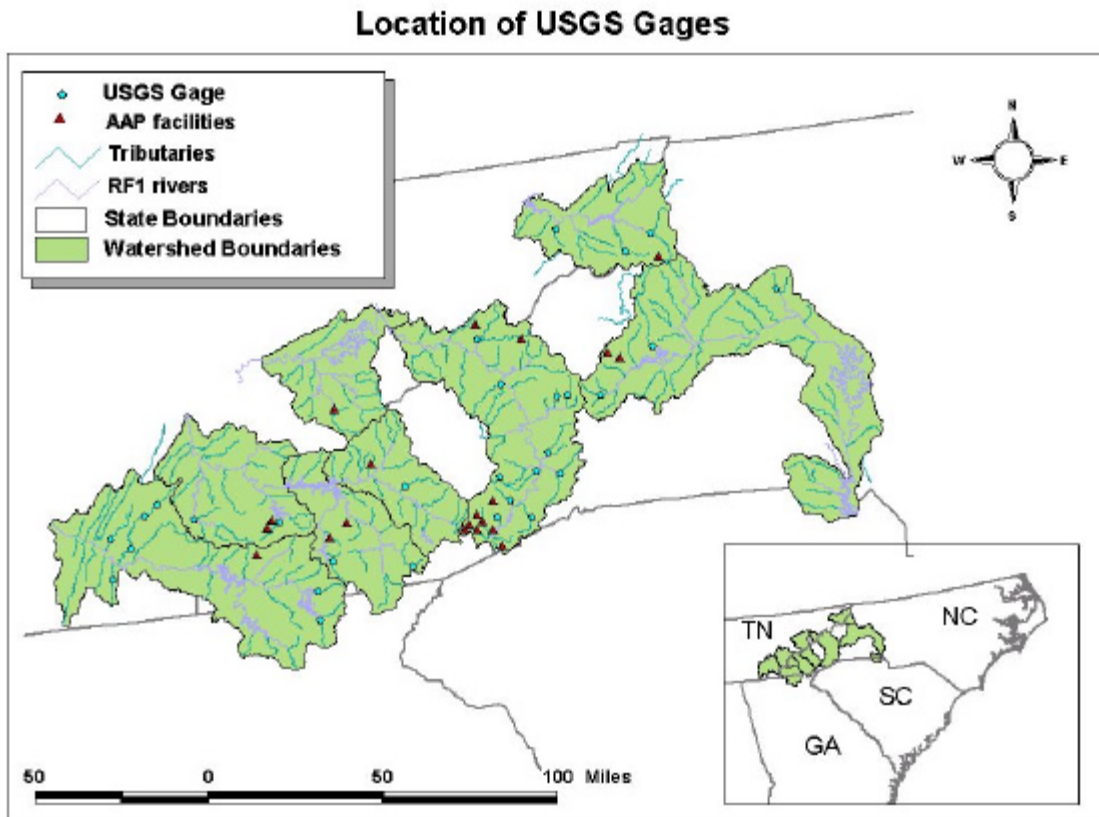 Location of USGS Gages
USGS Gage
AAP facilities
Tributaries
RF1 rivers
State Boundaries
Watershed Boundaries
N
W E
S
TN NC
SC
GA
50 0 50 100 Miles